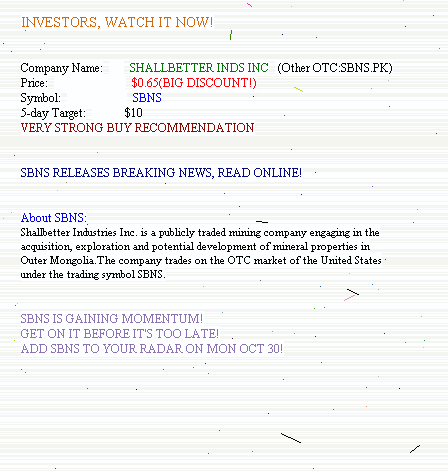 INVESTORS, WATCH IT NOW!
Company Name: SHALLBETTER INDS INC (Other OTC:SBNS.PK)
Price: $0.65(BIG DISCOUNT!)
Symbol: SBNS
5-day Target: $10
VERY STRONG BUY RECOMMENDATION
SBNS RELEASES BREAKING NEWS, READ ONLINE!
About SBNS:
Shallbetter Industries Inc. is a publicly traded mining company engaging in the
acquisition, exploration and potential development of mineral properties in
Outer Mongolia.The company trades on the OTC market of the United States
under the trading symbol SBNS.
SBNS IS GAINING MOMENTUM!
GET ON IT BEFORE IT'S TOO LATE!
ADD SBNS TO YOUR RADAR ON MON OCT 30!